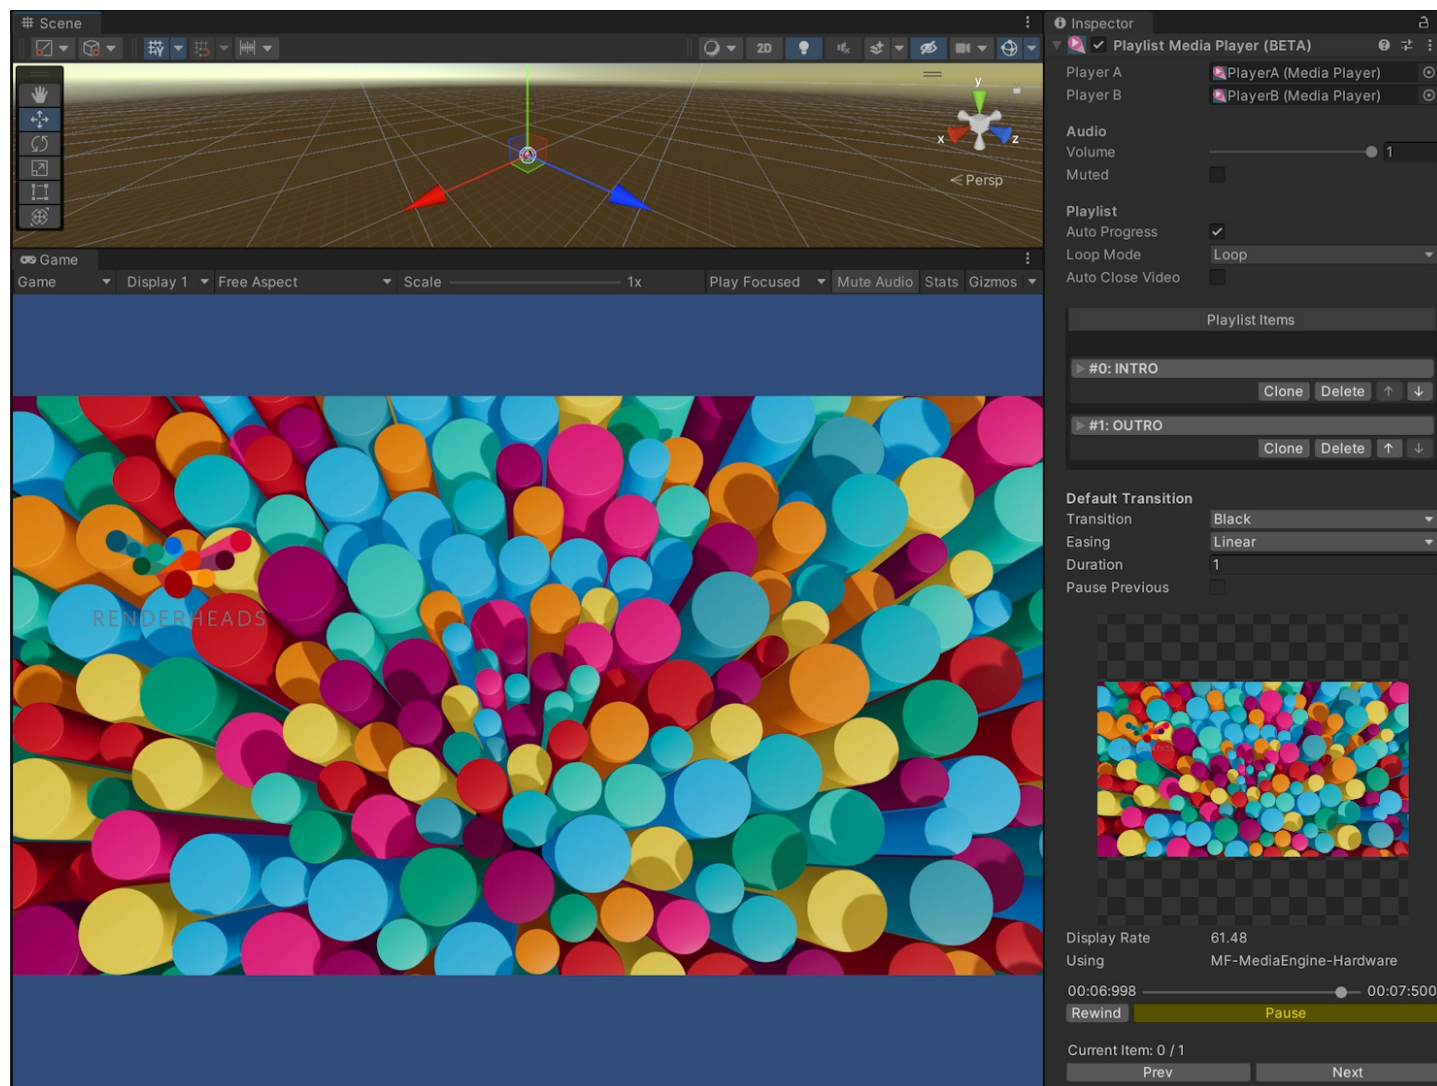 Scene
2D
y
x
z
Persp
Game
Game
Display 1
Free Aspect
Scale
1x
Play Focused
Mute Audio
Stats
Gizmos
RENDERHEADS
Inspector
Playlist Media Player (BETA)
Player A PlayerA (Media Player)
Player B PlayerB (Media Player)
Audio
Volume 1
Muted
Playlist
Auto Progress
Loop Mode Loop
Auto Close Video
Playlist Items
#0: INTRO
Clone Delete
#1: OUTRO
Clone Delete
Default Transition
Transition Black
Easing Linear
Duration 1
Pause Previous
Display Rate 61.48
Using MF-MediaEngine-Hardware
00:06:998 00:07:500
Rewind Pause
Current Item: 0 / 1
Prev Next